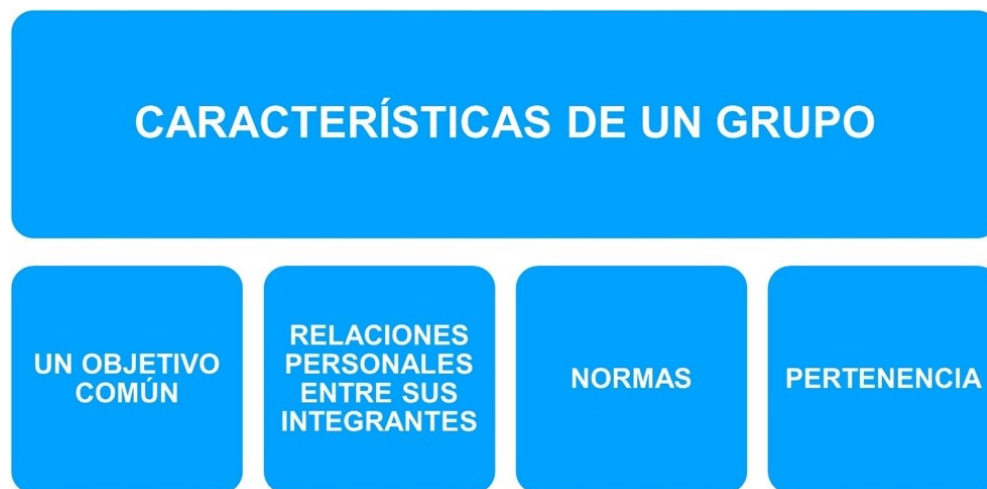 CARACTERÍSTICAS DE UN GRUPO
UN OBJETIVO
COMÚN
RELACIONES
PERSONALES
ENTRE SUS
INTEGRANTES
NORMAS
PERTENENCIA